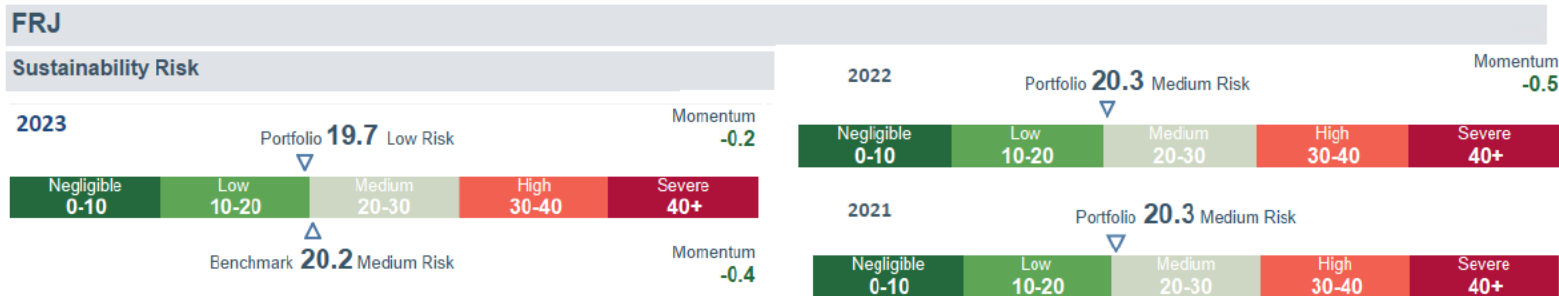 FRJ
Sustainability Risk
2023
Portfolio 19.7 Low Risk
Momentum
-0.2
Negligible Low Medium High Severe
0-10 10-20 20-30 30-40 40+
Benchmark 20.2 Medium Risk
Momentum
-0.4
2022
Portfolio 20.3 Medium Risk
Momentum
-0.5
Negligible Low Medium High Severe
0-10 10-20 20-30 30-40 40+
2021
Portfolio 20.3 Medium Risk
Negligible Low Medium High Severe
0-10 10-20 20-30 30-40 40+